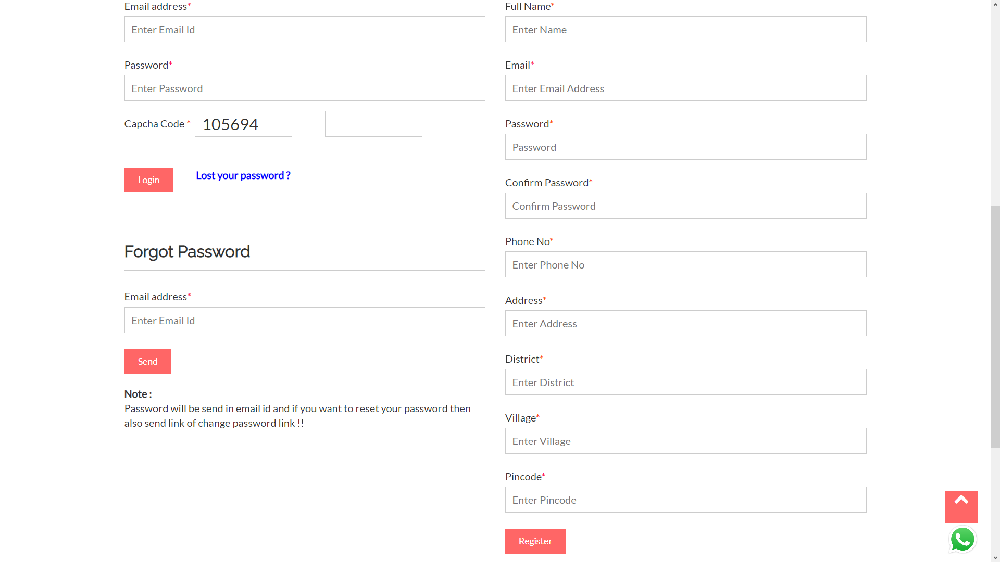 Email address*
Enter Email Id
Password*
Enter Password
Capcha Code * 105694
Login
Lost your password ?
Forgot Password
Email address*
Enter Email Id
Send
Note :
Password will be send in email id and if you want to reset your password then
also send link of change password link !!
Full Name*
Enter Name
Email*
Enter Email Address
Password*
Password
Confirm Password*
Confirm Password
Phone No*
Enter Phone No
Address*
Enter Address
District*
Enter District
Village*
Enter Village
Pincode*
Enter Pincode
Register